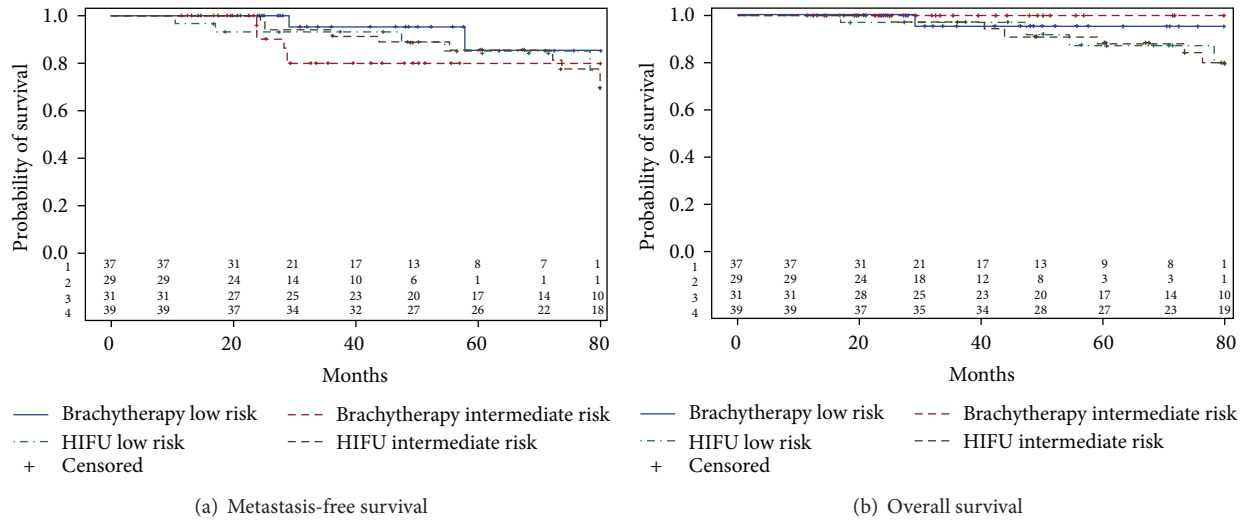 1.0
0.8
0.6
0.4
0.2
0.0
Probability of survival
1 37 37 31 21 17 13 8 7 1
2 29 29 24 14 10 6 1 1 1
3 31 31 27 25 23 20 17 14 10
4 39 39 37 34 32 27 26 22 18
0 20 40 60 80
Months
Brachytherapy low risk
Brachytherapy intermediate risk
HIFU low risk
HIFU intermediate risk
+ Censored
(a) Metastasis-free survival
1.0
0.8
0.6
0.4
0.2
0.0
Probability of survival
1 37 37 31 21 17 13 9 8 1
2 29 29 24 18 12 8 3 3 1
3 31 31 28 25 23 20 17 14 10
4 39 39 37 35 34 28 27 23 19
0 20 40 60 80
Months
Brachytherapy low risk
Brachytherapy intermediate risk
HIFU low risk
HIFU intermediate risk
+ Censored
(b) Overall survival